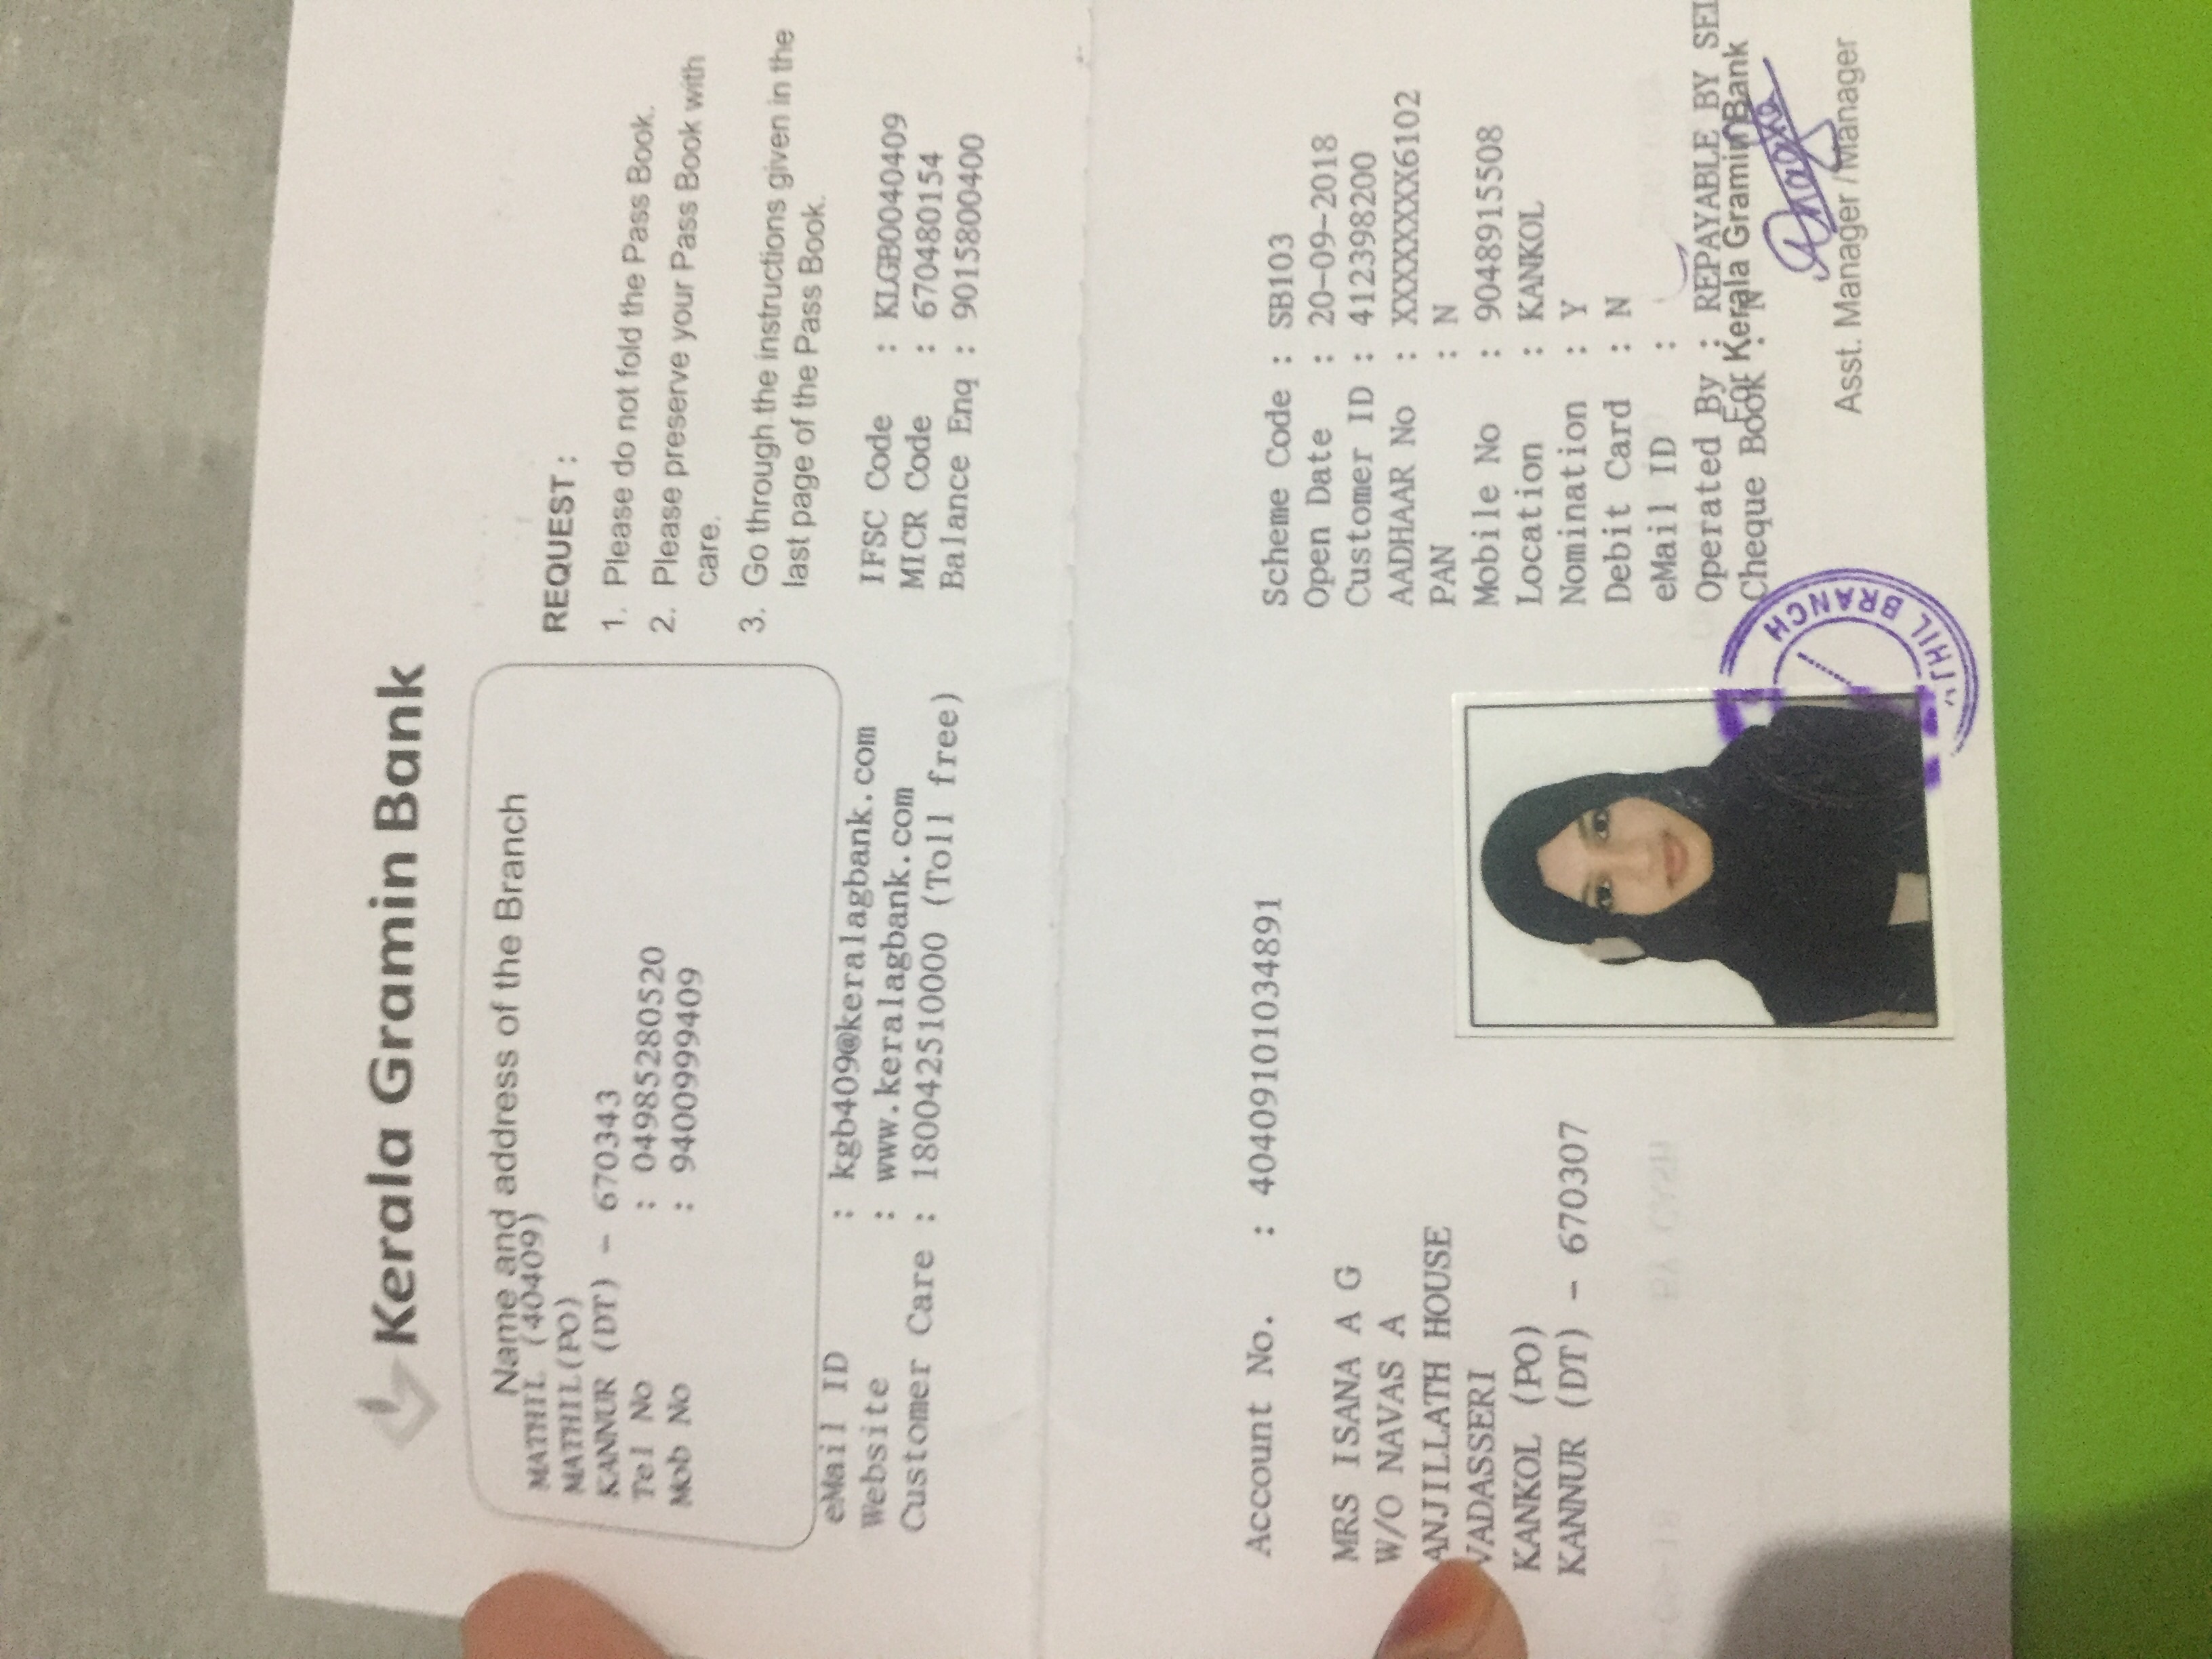 Kerala Gramin Bank
Name and address of the Branch
MATHIL (40409)
MATHIL(PO)
KANNUR (DT) - 670343
Tel No : 04985280520
Mob No : 9400999409
REQUEST :
1. Please do not fold the Pass Book.
2. Please preserve your Pass Book with
care.
3. Go through the instructions given in the
last page of the Pass Book.
eMail ID : kgb409@keralagbank.com
Website : www.keralagbank.com
Customer Care : 180042510000 (Toll free)
IFSC Code : KLGB0040409
MICR Code : 670480154
Balance Enq : 9015800400
Account No. : 40409101034891
MRS ISANA A G
W/O NAVAS A
ANJILLATH HOUSE
VADASSERI
KANKOL (PO)
KANNUR (DT) - 670307
Scheme Code : SB103
Open Date : 20-09-2018
Customer ID : 412398200
AADHAAR No : XXXXXXXX6102
PAN : N
Mobile No : 9048915508
Location : KANKOL
Nomination : Y
Debit Card : N
eMail ID :
Operated By : REPAYABLE BY SEL
For Kerala Gramin Bank
Cheque Book : N
Asst. Manager / Manager
THIL BRANCH